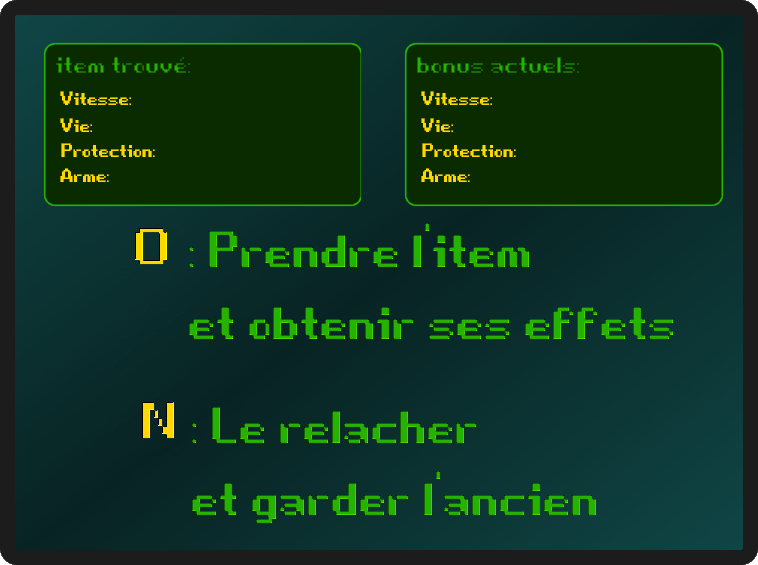 item trouvé:
Vitesse:
Vie:
Protection:
Arme:
bonus actuels:
Vitesse:
Vie:
Protection:
Arme:
O : Prendre l'item
et obtenir ses effets
N : Le relacher
et garder l'ancien